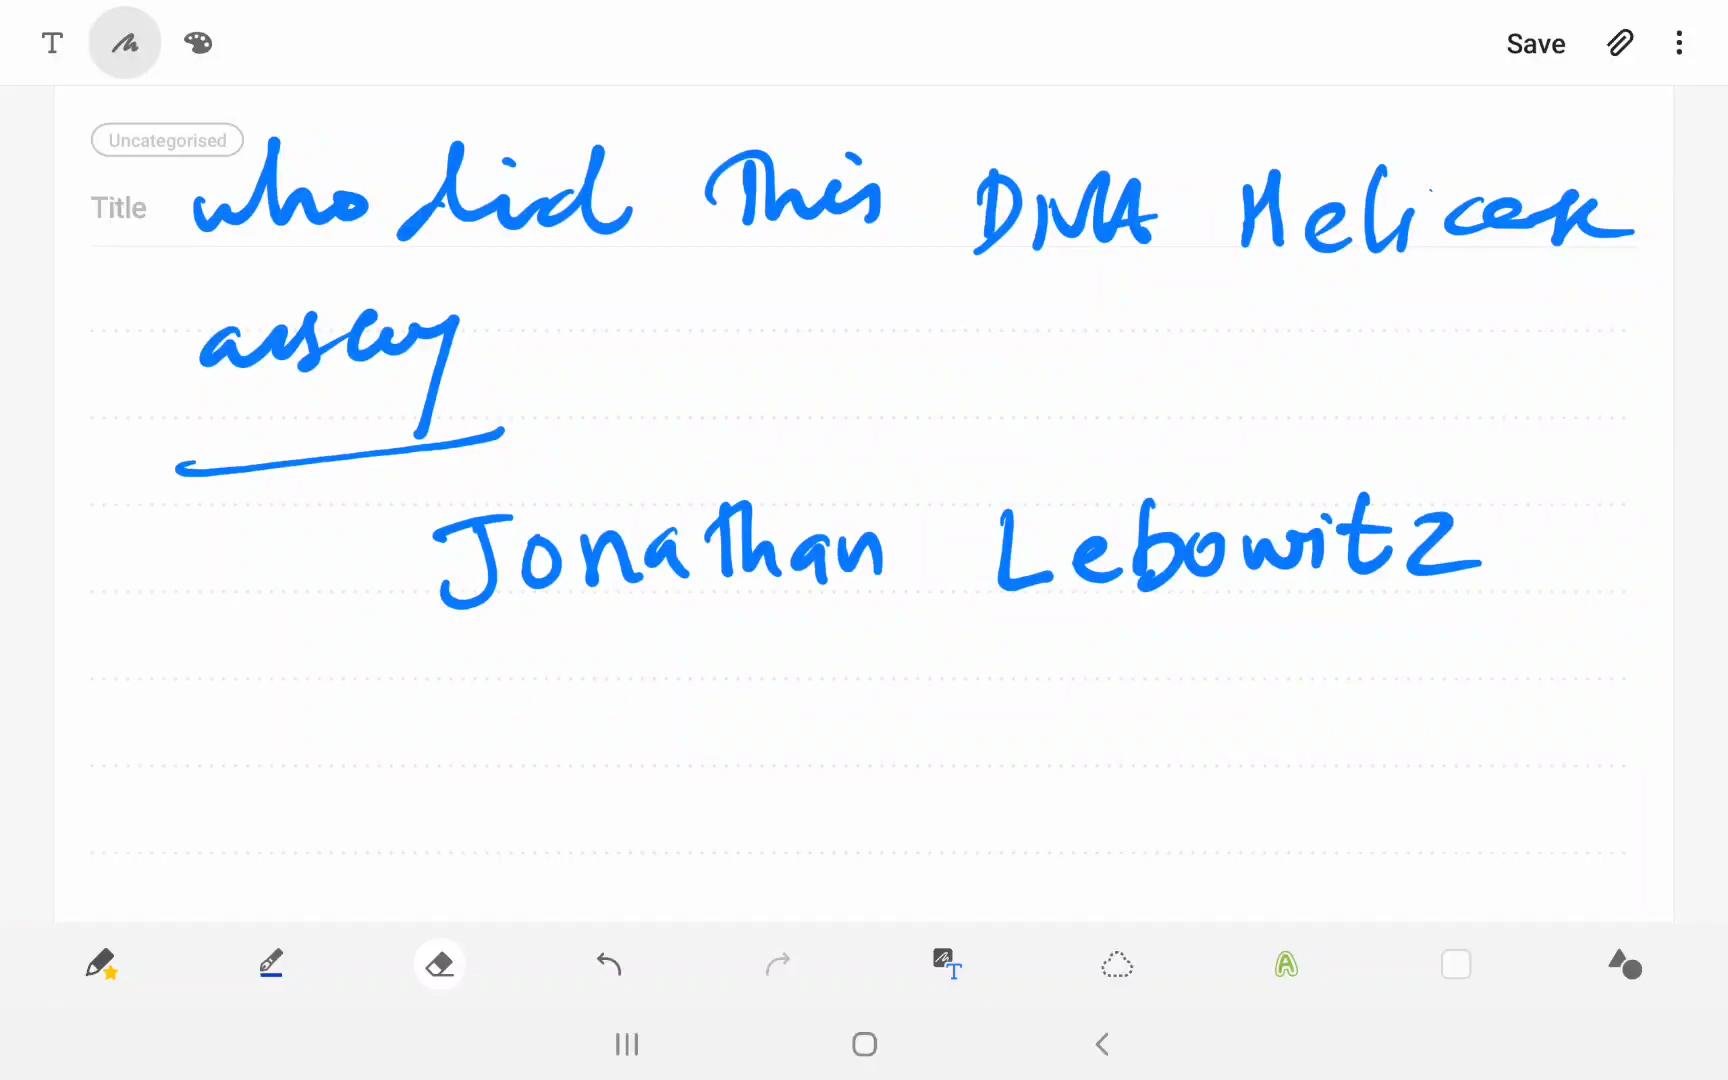 Save
Uncategorised
Title
who did This DNA Helicase
assay
Jonathan Lebowitz